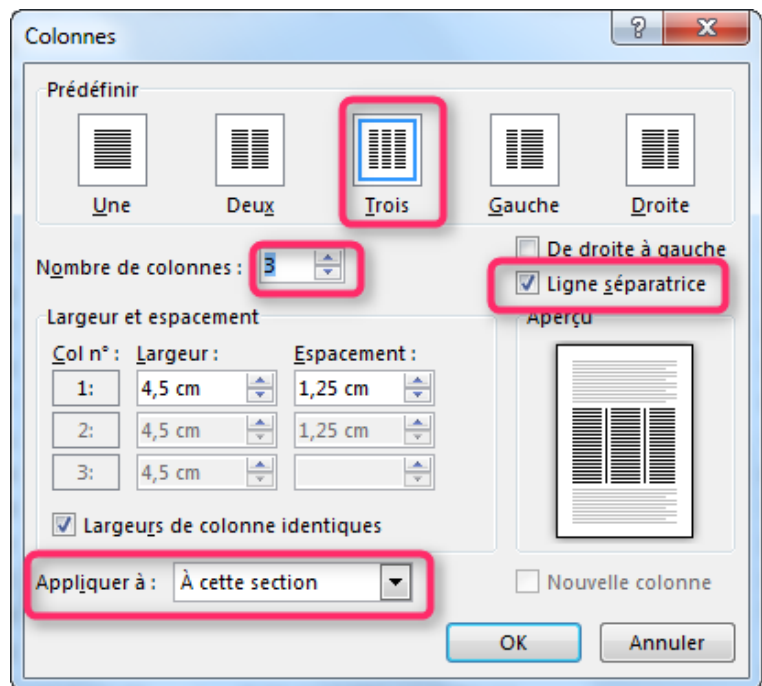 Colonnes
Prédéfinir
Une Deux Trois Gauche Droite
Nombre de colonnes : 3
De droite à gauche
Ligne séparatrice
Largeur et espacement
Aperçu
Col n° : Largeur : Espacement :
1: 4,5 cm 1,25 cm
2: 4,5 cm 1,25 cm
3: 4,5 cm
Largeurs de colonne identiques
Appliquer à : À cette section
Nouvelle colonne
OK Annuler